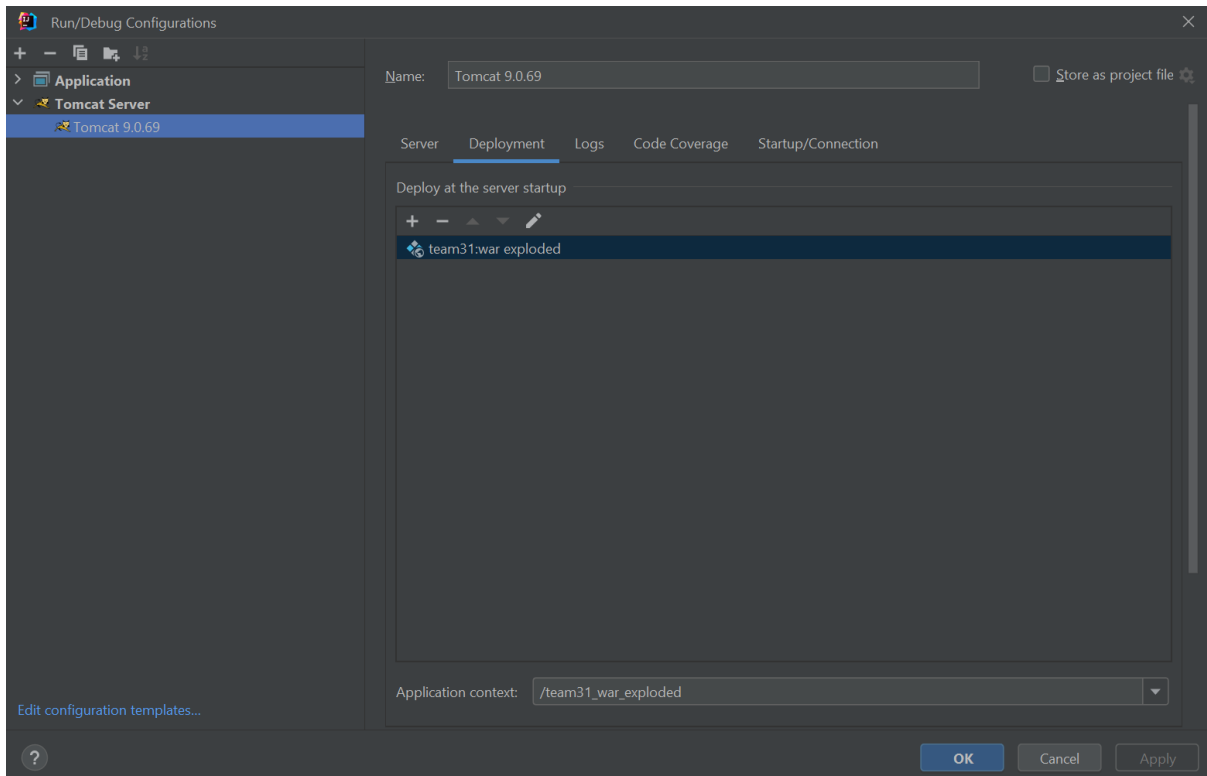 Run/Debug Configurations
Name: Tomcat 9.0.69 Store as project file
Application
Tomcat Server
Tomcat 9.0.69
Server Deployment Logs Code Coverage Startup/Connection
Deploy at the server startup
team31:war exploded
Application context: /team31_war_exploded
Edit configuration templates...
? OK Cancel Apply